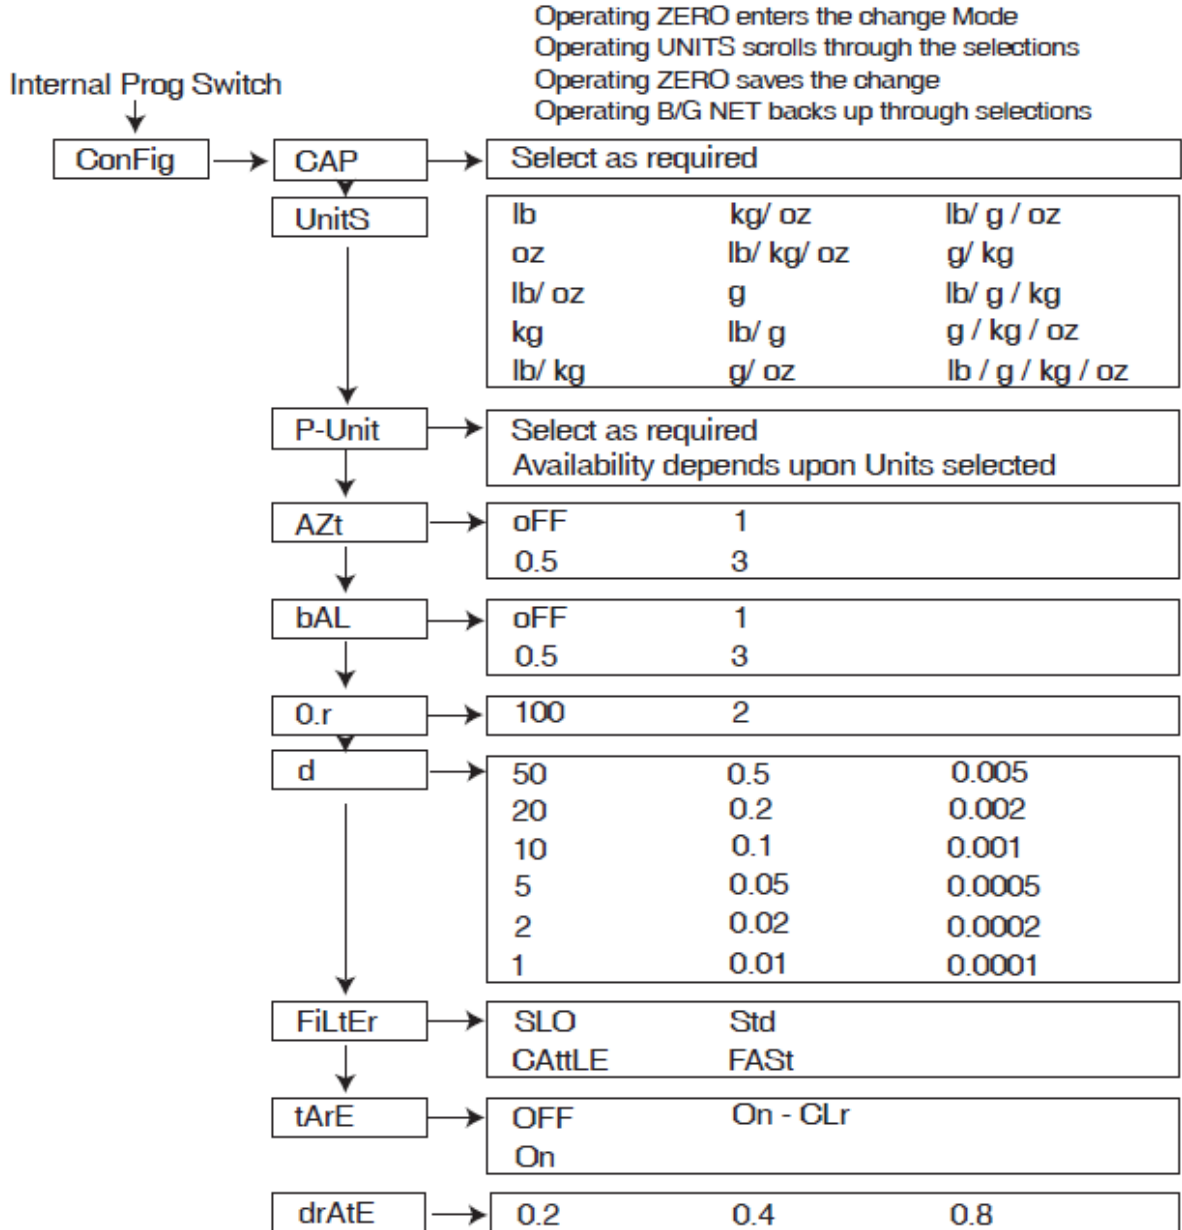 Operating ZERO enters the change Mode
Operating UNITS scrolls through the selections
Operating ZERO saves the change
Operating B/G NET backs up through selections
Internal Prog Switch
ConFig CAP Select as required
UnitS
lb kg/ oz lb/ g / oz
oz lb/ kg/ oz g/ kg
lb/ oz g lb/ g / kg
kg lb/ g g / kg / oz
lb/ kg g/ oz lb / g / kg / oz
P-Unit Select as required
Availability depends upon Units selected
AZt oFF 1
0.5 3
bAL oFF 1
0.5 3
0.r 100 2
d 50 0.5 0.005
20 0.2 0.002
10 0.1 0.001
5 0.05 0.0005
2 0.02 0.0002
1 0.01 0.0001
FiLtEr SLO Std
CAttLE FASt
tArE OFF On - CLr
On
drAtE 0.2 0.4 0.8